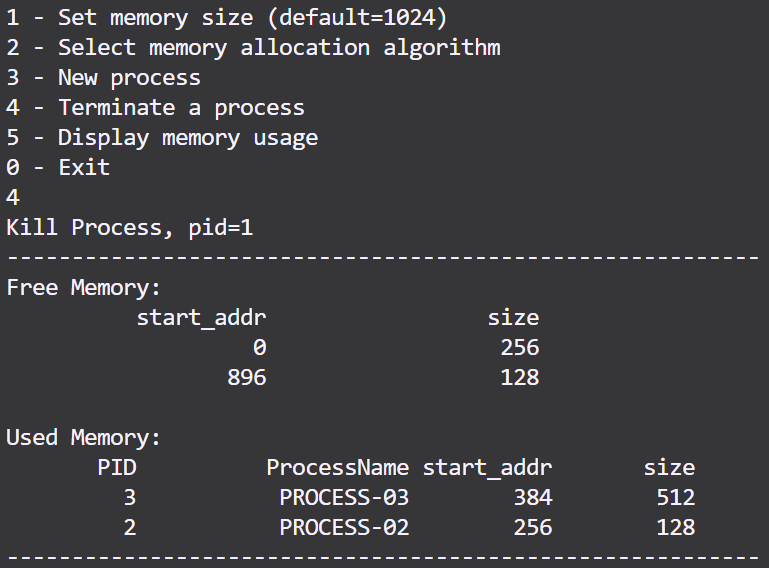 1 - Set memory size (default=1024)
2 - Select memory allocation algorithm
3 - New process
4 - Terminate a process
5 - Display memory usage
0 - Exit
4
Kill Process, pid=1
----------------------------------------------------------
Free Memory:
          start_addr                 size
                   0                  256
                 896                  128

Used Memory:
       PID          ProcessName start_addr       size
         3           PROCESS-03        384        512
         2           PROCESS-02        256        128
----------------------------------------------------------